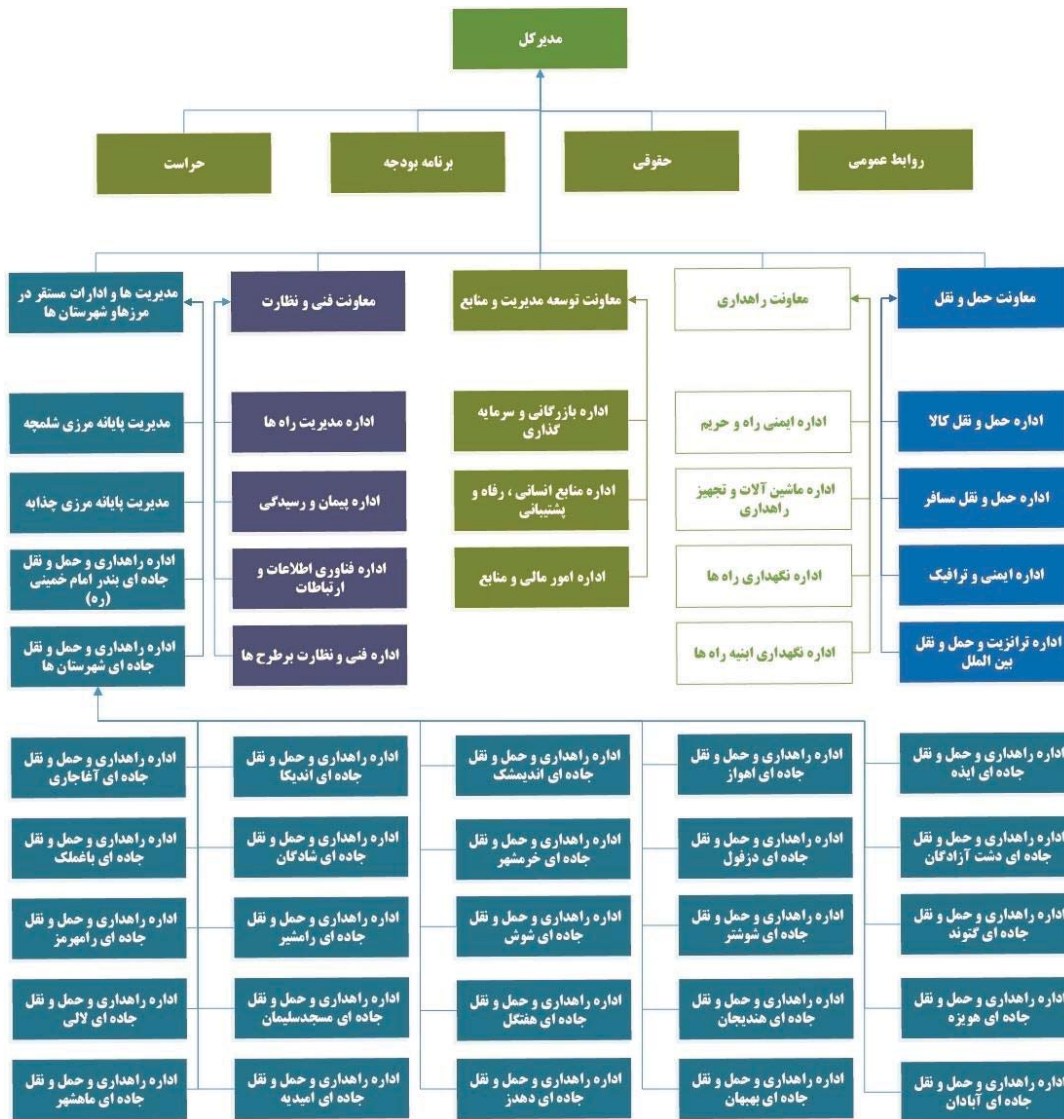 مدیرکل
روابط عمومی
حقوقی
برنامه بودجه
حراست
معاونت حمل و نقل
معاونت راهداری
معاونت توسعه مدیریت و منابع
معاونت فنی و نظارت
مدیریت ها و ادارات مستقر در
مرزهاو شهرستان ها
اداره حمل و نقل کالا
اداره ایمنی راه و حریم
اداره بازرگانی و سرمایه
گذاری
اداره مدیریت راه ها
مدیریت پایانه مرزی شلمچه
اداره حمل و نقل مسافر
اداره ماشین آلات و تجهیز
راهداری
اداره منابع انسانی ، رفاه و
پشتیبانی
اداره پیمان و رسیدگی
مدیریت پایانه مرزی چذابه
اداره ایمنی و ترافیک
اداره نگهداری راه ها
اداره امور مالی و منابع
اداره فناوری اطلاعات و
ارتباطات
اداره راهداری و حمل و نقل
جاده ای بندر امام خمینی
(ره)
اداره ترانزیت و حمل و نقل
بین الملل
اداره نگهداری ابنیه راه ها
اداره فنی و نظارت برطرح ها
اداره راهداری و حمل و نقل
جاده ای شهرستان ها
اداره راهداری و حمل و نقل
جاده ای ایذه
اداره راهداری و حمل و نقل
جاده ای اهواز
اداره راهداری و حمل و نقل
جاده ای اندیمشک
اداره راهداری و حمل و نقل
جاده ای اندیکا
اداره راهداری و حمل و نقل
جاده ای آغاجاری
اداره راهداری و حمل و نقل
جاده ای دشت آزادگان
اداره راهداری و حمل و نقل
جاده ای دزفول
اداره راهداری و حمل و نقل
جاده ای خرمشهر
اداره راهداری و حمل و نقل
جاده ای شادگان
اداره راهداری و حمل و نقل
جاده ای باغملک
اداره راهداری و حمل و نقل
جاده ای گتوند
اداره راهداری و حمل و نقل
جاده ای شوشتر
اداره راهداری و حمل و نقل
جاده ای شوش
اداره راهداری و حمل و نقل
جاده ای رامشیر
اداره راهداری و حمل و نقل
جاده ای رامهرمز
اداره راهداری و حمل و نقل
جاده ای هویزه
اداره راهداری و حمل و نقل
جاده ای هندیجان
اداره راهداری و حمل و نقل
جاده ای هفتگل
اداره راهداری و حمل و نقل
جاده ای مسجدسلیمان
اداره راهداری و حمل و نقل
جاده ای لالی
اداره راهداری و حمل و نقل
جاده ای آبادان
اداره راهداری و حمل و نقل
جاده ای بهبهان
اداره راهداری و حمل و نقل
جاده ای دهدز
اداره راهداری و حمل و نقل
جاده ای امیدیه
اداره راهداری و حمل و نقل
جاده ای ماهشهر